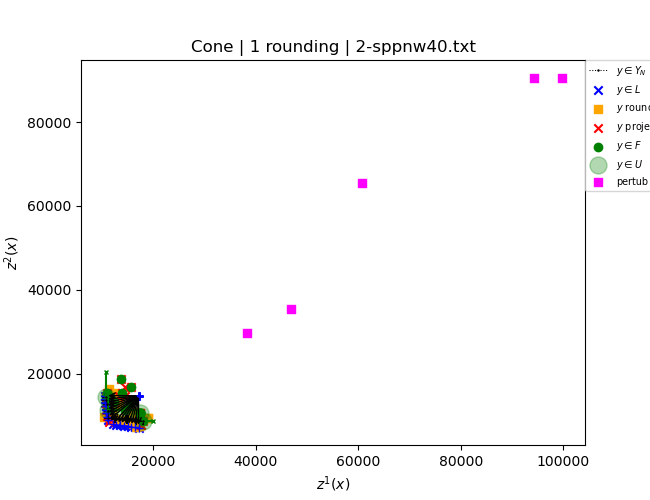 Cone | 1 rounding | 2-sppnw40.txt
z²(x)
80000
60000
40000
20000
20000 40000 60000 80000 100000
z¹(x)
y ∈ Y_N
y ∈ L
y roun
y proje
y ∈ F
y ∈ U
pertub